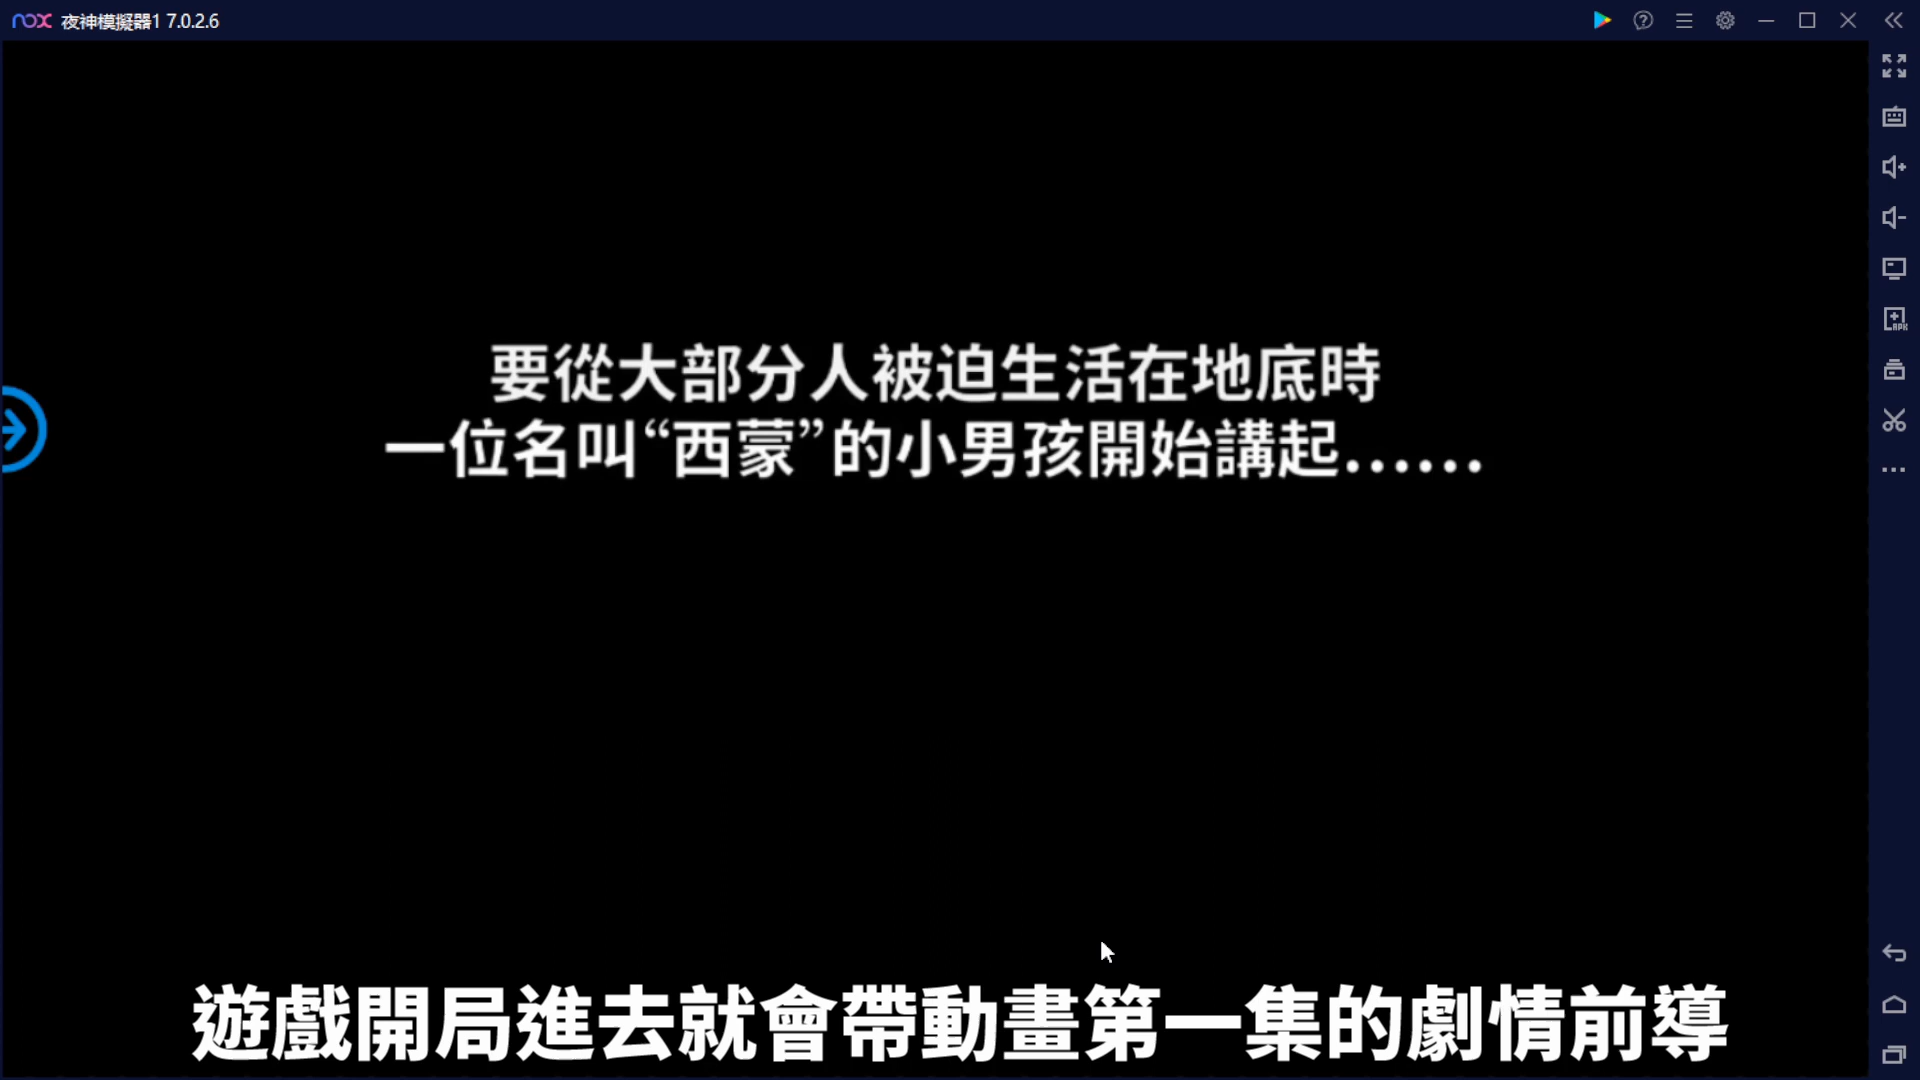 nox 夜神模擬器1 7.0.2.6
要從大部分人被迫生活在地底時
一位名叫“西蒙”的小男孩開始講起......
遊戲開局進去就會帶動畫第一集的劇情前導